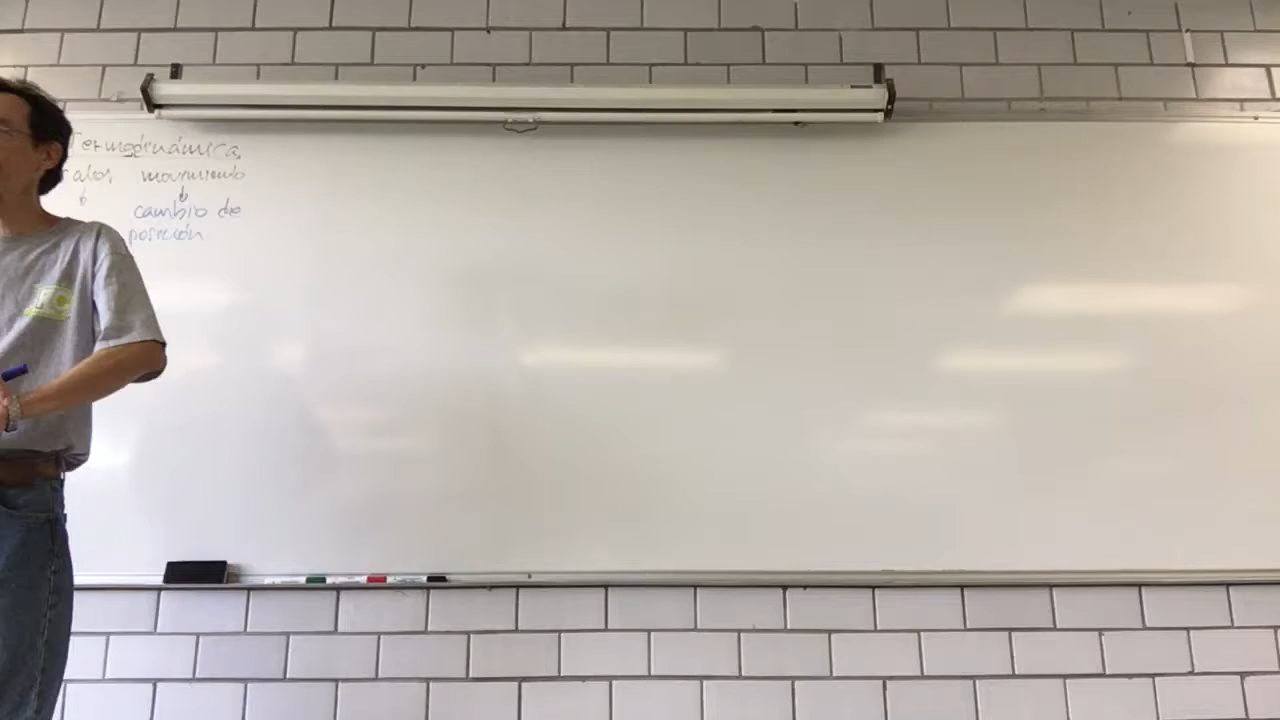 Termodinámica
calor movimiento
cambio de
posición